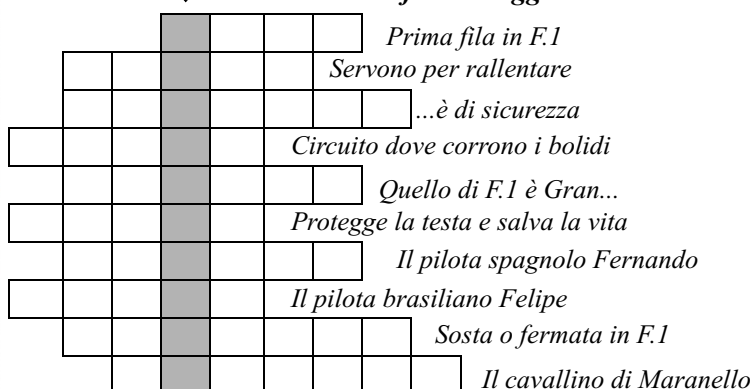 Prima fila in F.1
Servono per rallentare
...è di sicurezza
Circuito dove corrono i bolidi
Quello di F.1 è Gran...
Protegge la testa e salva la vita
Il pilota spagnolo Fernando
Il pilota brasiliano Felipe
Sosta o fermata in F.1
Il cavallino di Maranello